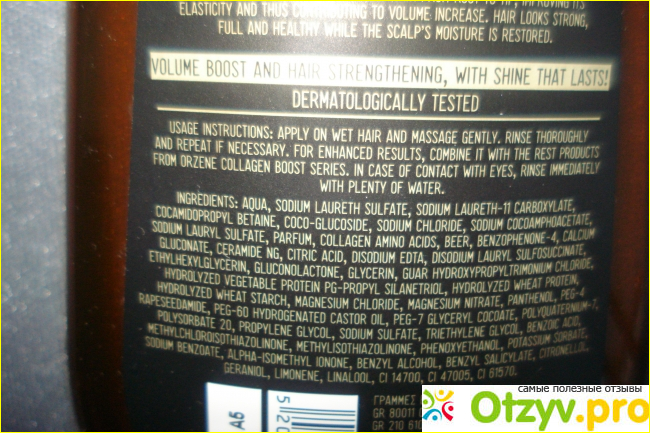 ELASTICITY AND THUS CONTRIBUTING TO VOLUME INCREASE. HAIR LOOKS STRONG,
FULL AND HEALTHY WHILE THE SCALP'S MOISTURE IS RESTORED.
VOLUME BOOST AND HAIR STRENGTHENING, WITH SHINE THAT LASTS!
DERMATOLOGICALLY TESTED
USAGE INSTRUCTIONS: APPLY ON WET HAIR AND MASSAGE GENTLY. RINSE THOROUGHLY
AND REPEAT IF NECESSARY. FOR ENHANCED RESULTS, COMBINE IT WITH THE REST PRODUCTS
FROM ORZENE COLLAGEN BOOST SERIES. IN CASE OF CONTACT WITH EYES, RINSE IMMEDIATELY
WITH PLENTY OF WATER.
INGREDIENTS: AQUA, SODIUM LAURETH SULFATE, SODIUM LAURETH-11 CARBOXYLATE,
COCAMIDOPROPYL BETAINE, COCO-GLUCOSIDE, SODIUM CHLORIDE, SODIUM COCOAMPHOACETATE,
SODIUM LAURYL SULFATE, PARFUM, COLLAGEN AMINO ACIDS, BEER, BENZOPHENONE-4, CALCIUM
GLUCONATE, CERAMIDE NG, CITRIC ACID, DISODIUM EDTA, DISODIUM LAURYL SULFOSUCCINATE,
ETHYLHEXYLGLYCERIN, GLUCONOLACTONE, GLYCERIN, GUAR HYDROXYPROPYLTRIMONIUM CHLORIDE,
HYDROLYZED VEGETABLE PROTEIN PG-PROPYL SILANETRIOL, HYDROLYZED WHEAT PROTEIN,
HYDROLYZED WHEAT STARCH, MAGNESIUM CHLORIDE, MAGNESIUM NITRATE, PANTHENOL, PEG-4
RAPESEEDAMIDE, PEG-60 HYDROGENATED CASTOR OIL, PEG-7 GLYCERYL COCOATE, POLYQUATERNIUM-7,
POLYSORBATE 20, PROPYLENE GLYCOL, SODIUM SULFATE, TRIETHYLENE GLYCOL, BENZOIC ACID,
METHYLCHLOROISOTHIAZOLINONE, METHYLISOTHIAZOLINONE, PHENOXYETHANOL, POTASSIUM SORBATE,
SODIUM BENZOATE, ALPHA-ISOMETHYL IONONE, BENZYL ALCOHOL, BENZYL SALICYLATE, CITRONELLOL,
GERANIOL, LIMONENE, LINALOOL, CI 14700, CI 47005, CI 61570.
A6
ΓΡΑΜΜΕΣ
GR 80011
GR 210
самые полезные отзывы
Otzyv.pro